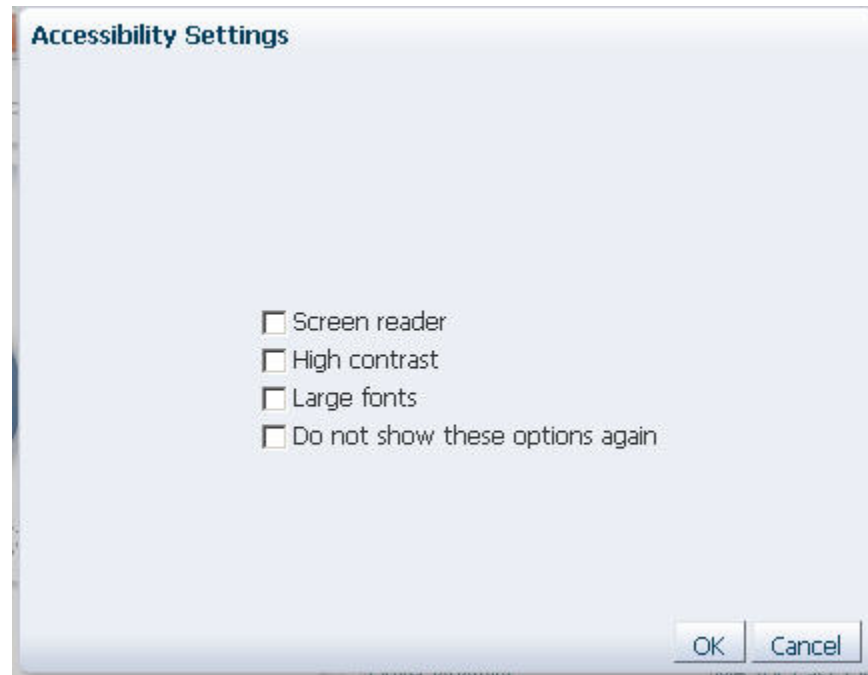 Accessibility Settings
Screen reader
High contrast
Large fonts
Do not show these options again
OK Cancel